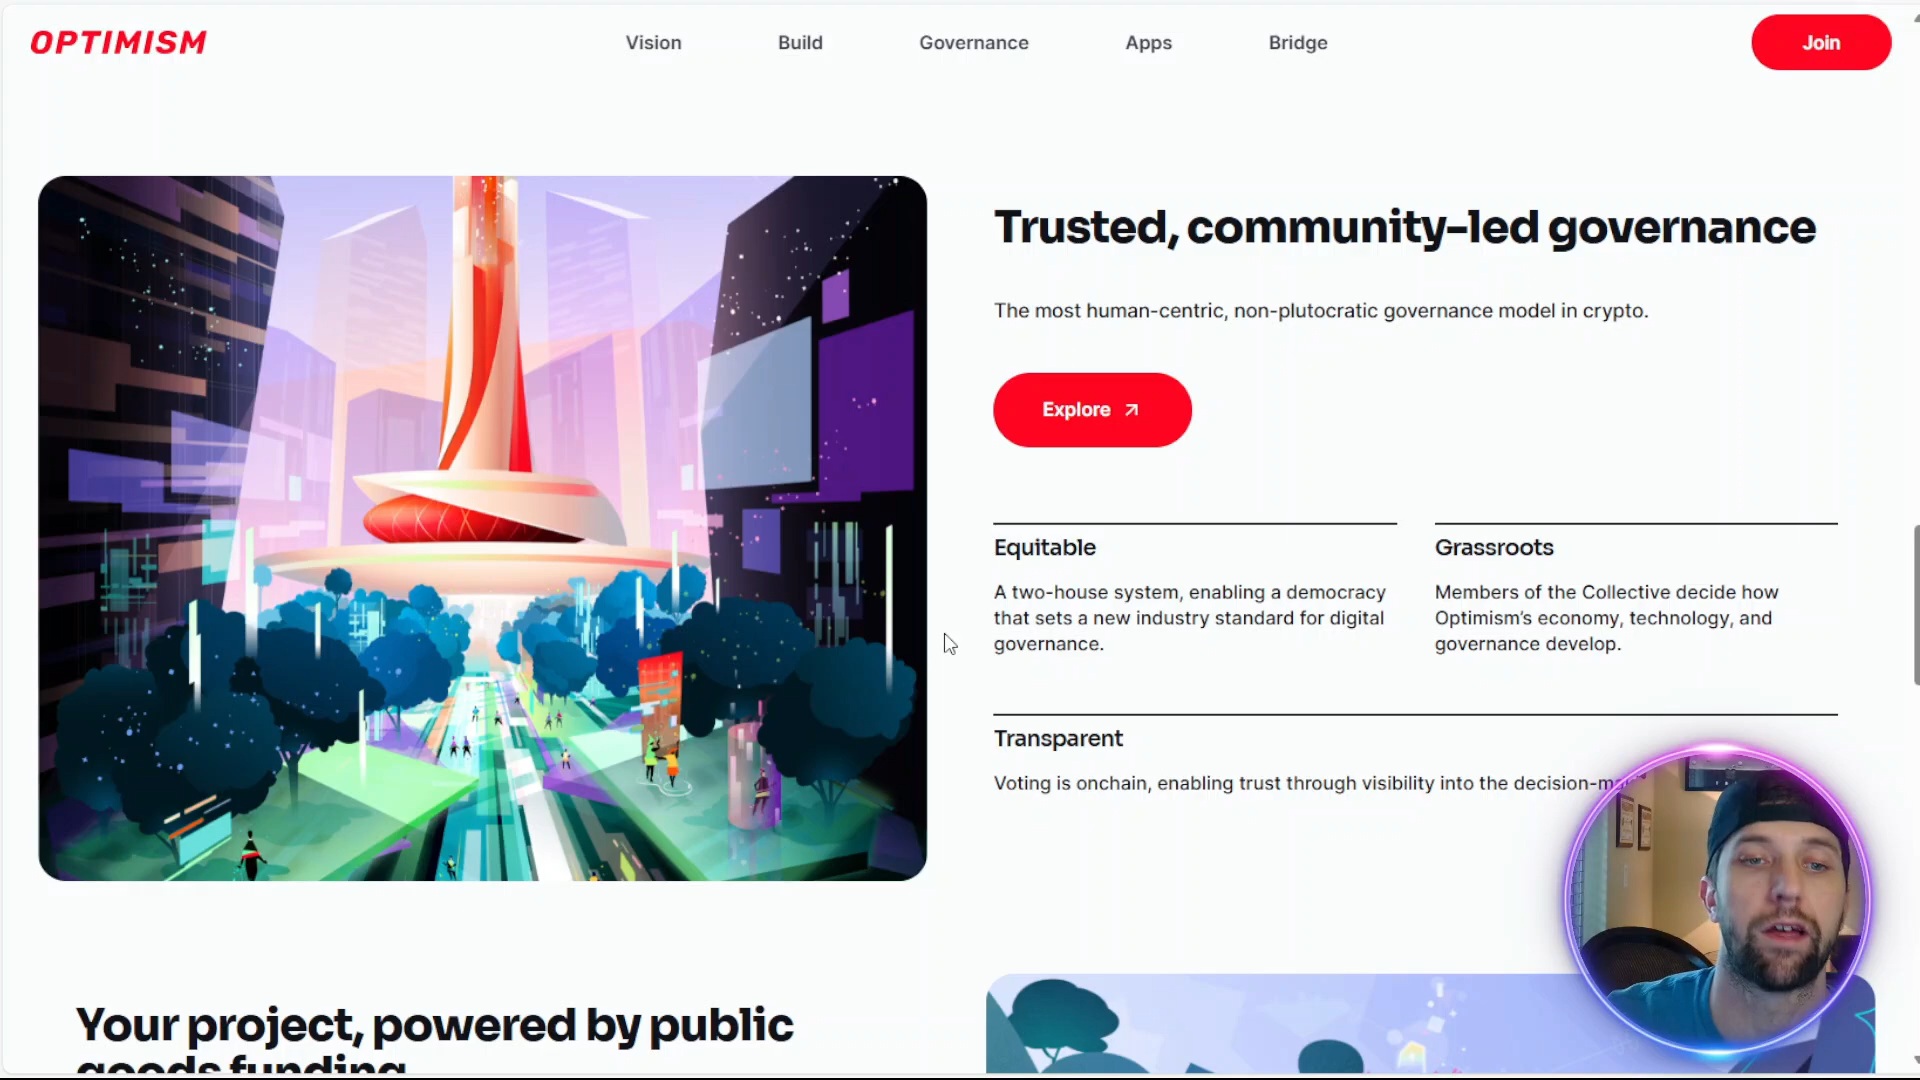 OPTIMISM
Vision
Build
Governance
Apps
Bridge
Join
Trusted, community-led governance
The most human-centric, non-plutocratic governance model in crypto.
Explore
Equitable
A two-house system, enabling a democracy
that sets a new industry standard for digital
governance.
Grassroots
Members of the Collective decide how
Optimism's economy, technology, and
governance develop.
Transparent
Voting is onchain, enabling trust through visibility into the
Your project, powered by public
goods funding